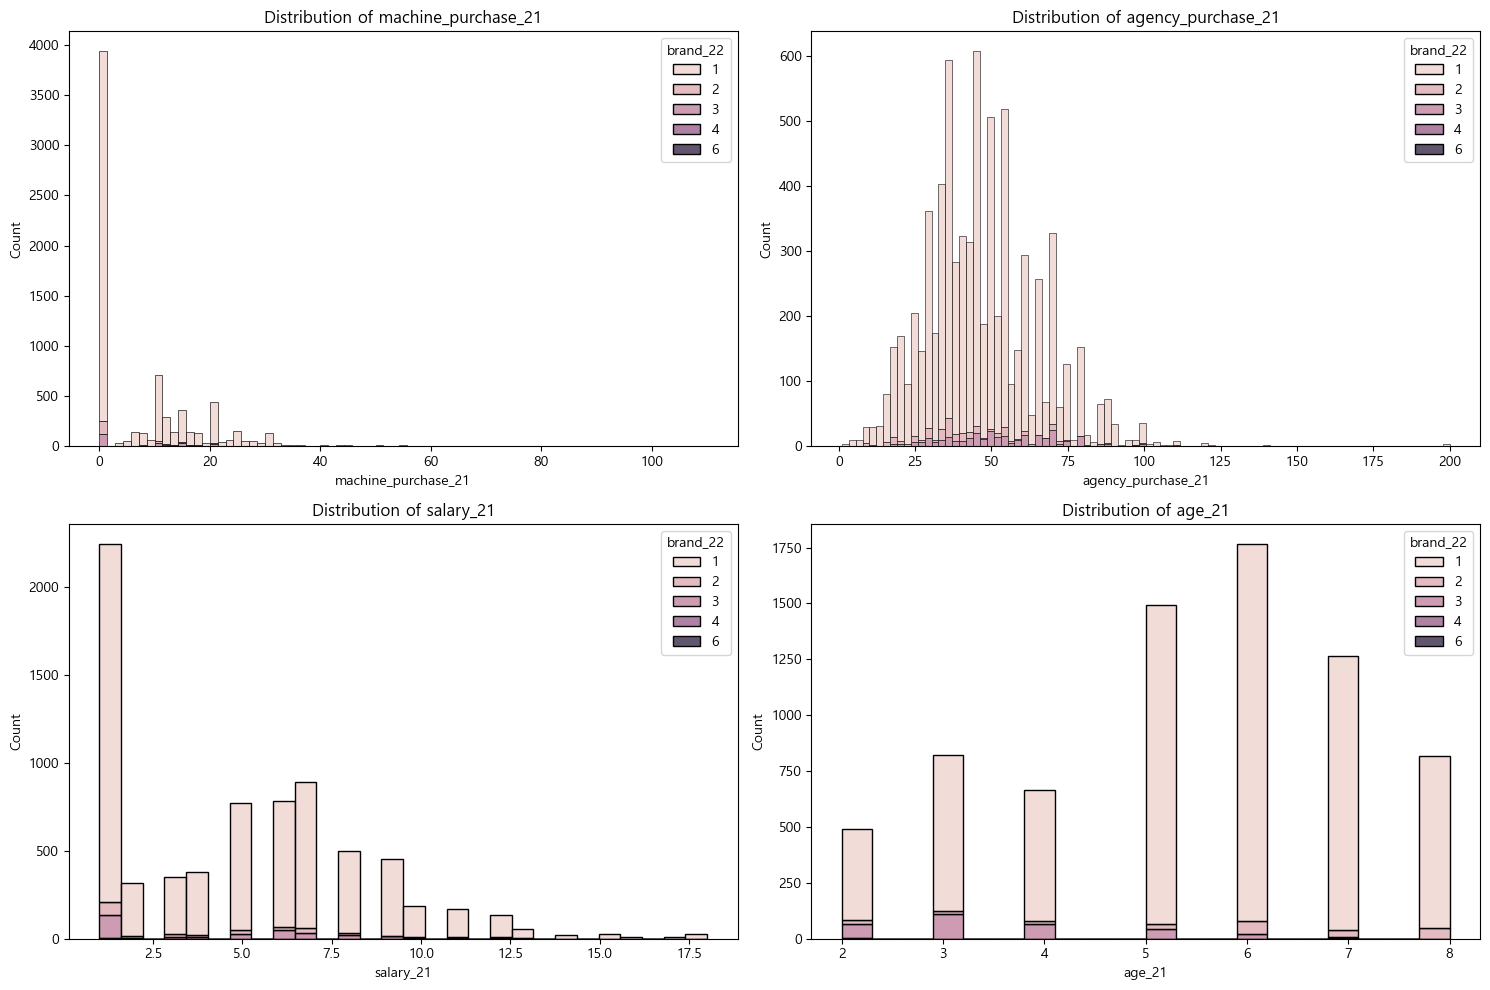 Distribution of machine_purchase_21
Count
4000
3500
3000
2500
2000
1500
1000
500
0
0 20 40 60 80 100
machine_purchase_21
brand_22
1
2
3
4
6
Distribution of agency_purchase_21
Count
600
500
400
300
200
100
0
0 25 50 75 100 125 150 175 200
agency_purchase_21
brand_22
1
2
3
4
6
Distribution of salary_21
Count
2000
1500
1000
500
0
2.5 5.0 7.5 10.0 12.5 15.0 17.5
salary_21
brand_22
1
2
3
4
6
Distribution of age_21
Count
1750
1500
1250
1000
750
500
250
0
2 3 4 5 6 7 8
age_21
brand_22
1
2
3
4
6